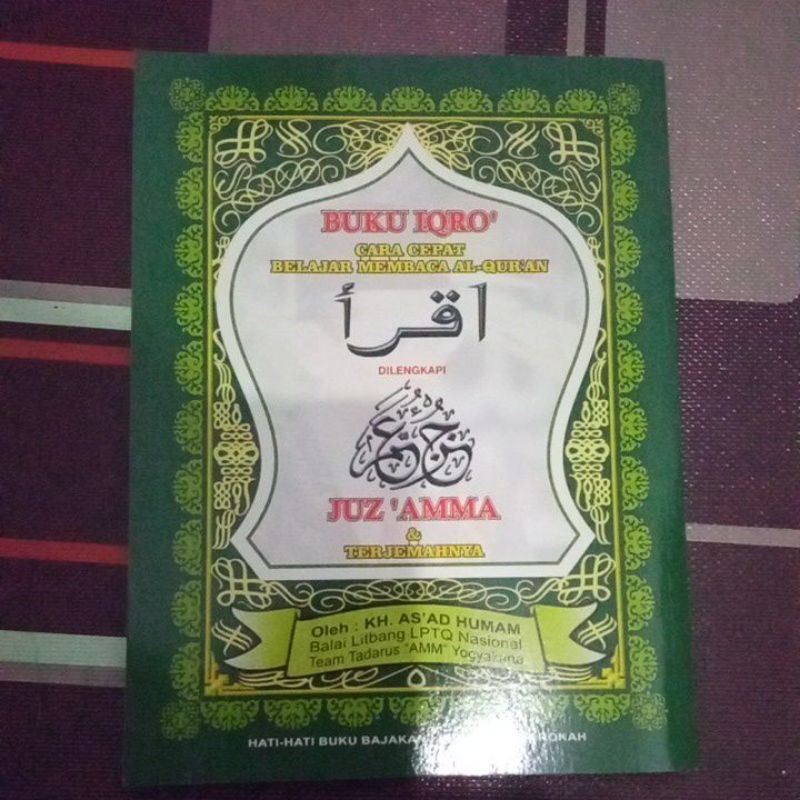 BUKU IQRO'
CARA CEPAT
BELAJAR MEMBACA AL-QUR'AN
اقرأ
DILENGKAPI
جزء عم
JUZ 'AMMA
&
TERJEMAHNYA
Oleh : KH. AS'AD HUMAM
Balai Litbang LPTQ Nasional
Team Tadarus "AMM" Yogyakarta
HATI-HATI BUKU BAJAKAN